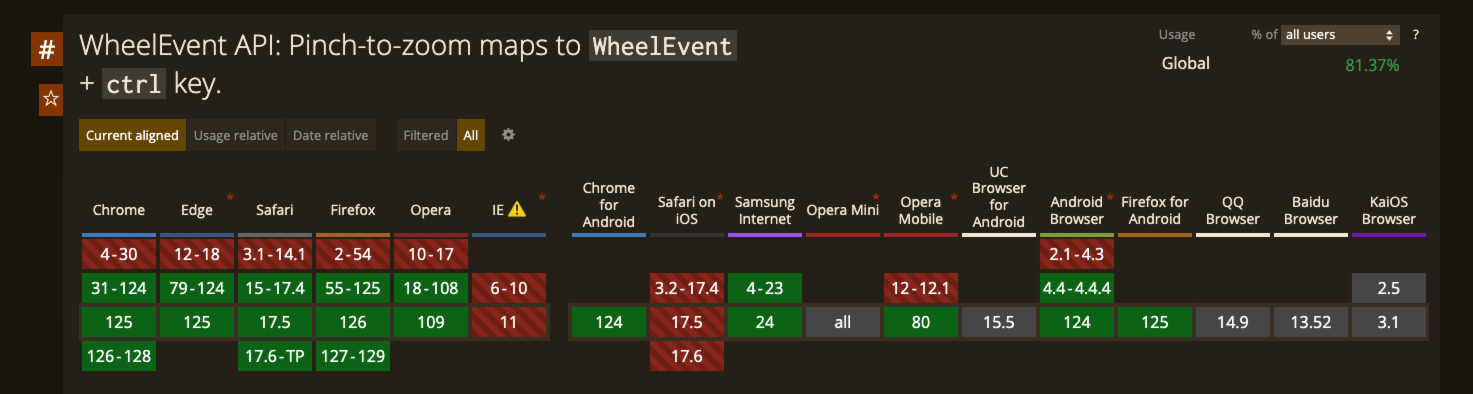 #
WheelEvent API: Pinch-to-zoom maps to WheelEvent
+ ctrl key.
☆
Usage % of all users ?
Global 81.37%
Current aligned Usage relative Date relative Filtered All
Chrome Edge * Safari Firefox Opera IE ⚠️ * Chrome for Android Safari on iOS * Samsung Internet Opera Mini * Opera Mobile * UC Browser for Android Android Browser * Firefox for Android QQ Browser Baidu Browser KaiOS Browser
4-30 12-18 3.1-14.1 2-54 10-17 2.1-4.3
31-124 79-124 15-17.4 55-125 18-108 6-10 3.2-17.4 4-23 12-12.1 4.4-4.4.4 2.5
125 125 17.5 126 109 11 124 17.5 24 all 80 15.5 124 125 14.9 13.52 3.1
126-128 17.6-TP 127-129 17.6